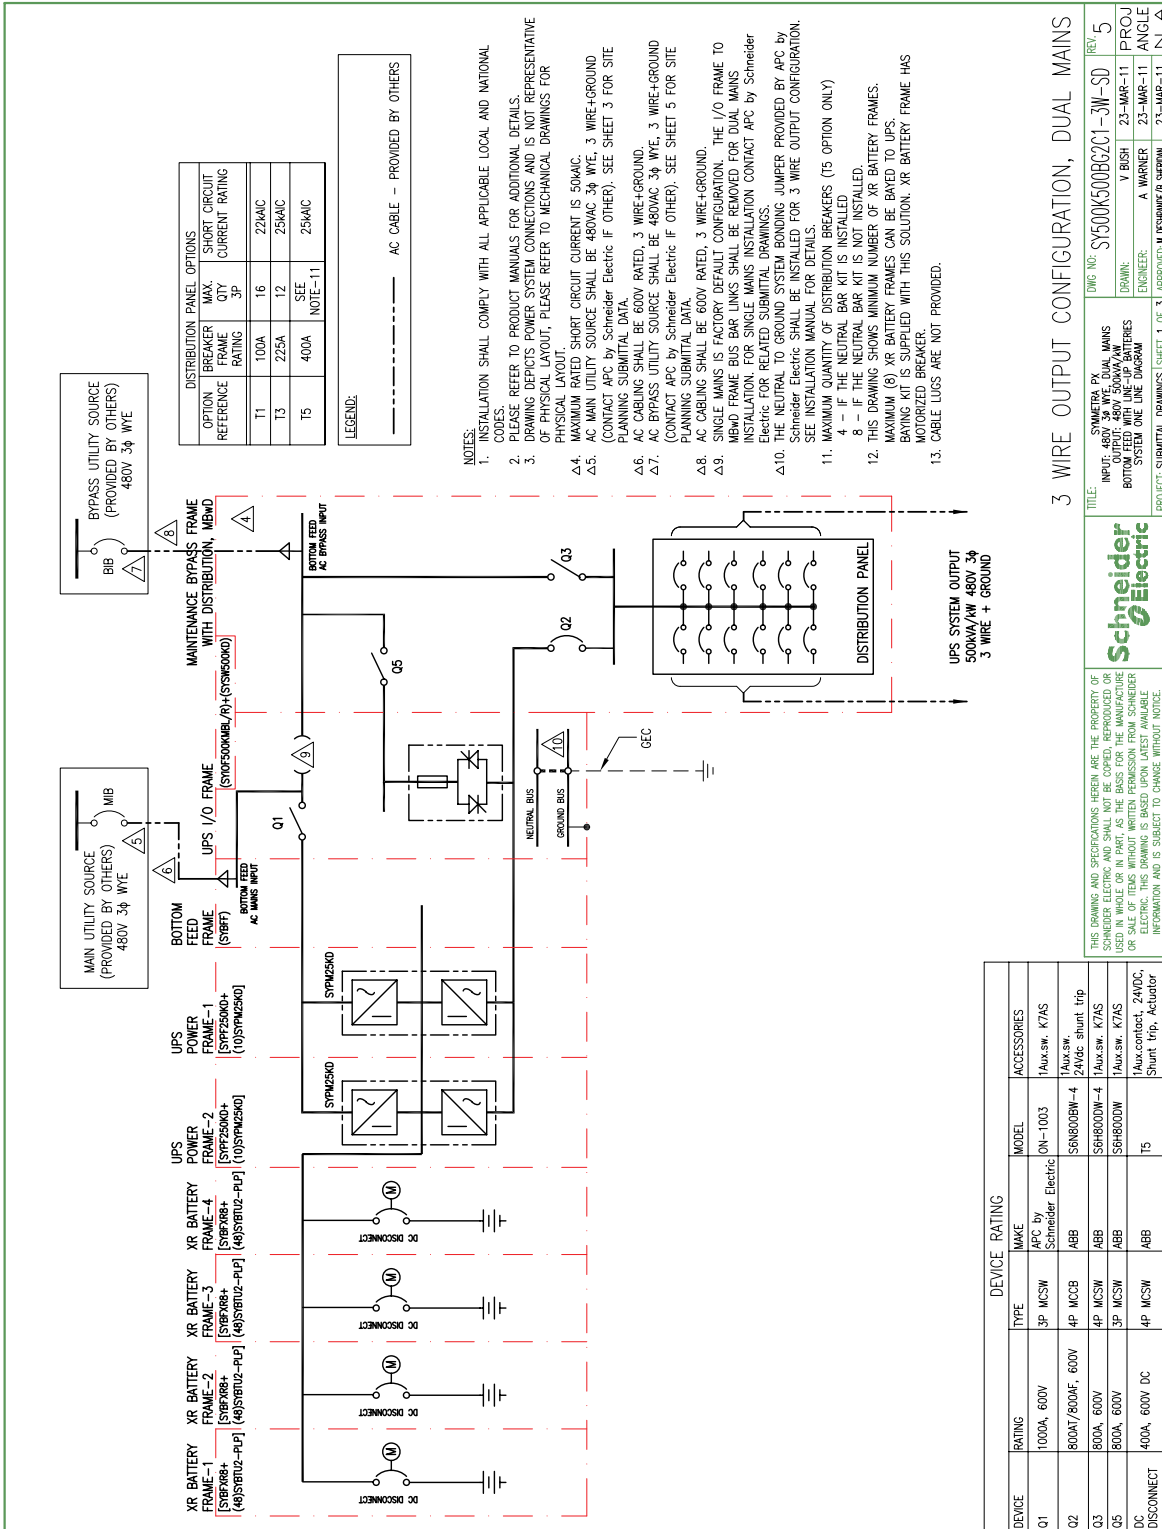 MAIN UTILITY SOURCE
(PROVIDED BY OTHERS)
480V 3ϕ WYE
MIB
5
6
BYPASS UTILITY SOURCE
(PROVIDED BY OTHERS)
480V 3ϕ WYE
BIB
7
8
XR BATTERY
FRAME-1
[SYBFXR8+
(48)SYBTU2-PLP]
XR BATTERY
FRAME-2
[SYBFXR8+
(48)SYBTU2-PLP]
XR BATTERY
FRAME-3
[SYBFXR8+
(48)SYBTU2-PLP]
XR BATTERY
FRAME-4
[SYBFXR8+
(48)SYBTU2-PLP]
UPS
POWER
FRAME-2
[SYPF250KD+
(10)SYPM25KD]
UPS
POWER
FRAME-1
[SYPF250KD+
(10)SYPM25KD]
BOTTOM
FEED
FRAME
(SYBFF)
UPS I/O FRAME
(SYIOF500KMBL/R)+(SYSW500KD)
MAINTENANCE BYPASS FRAME
WITH DISTRIBUTION, MBwD
4
BOTTOM FEED
AC MAINS INPUT
BOTTOM FEED
AC BYPASS INPUT
Q1
9
Q5
Q2
Q3
SYPM25KD
SYPM25KD
M
DC DISCONNECT
M
DC DISCONNECT
M
DC DISCONNECT
M
DC DISCONNECT
NEUTRAL BUS
GROUND BUS
10
GEC
DISTRIBUTION PANEL
UPS SYSTEM OUTPUT
500kVA/kW 480V 3ϕ
3 WIRE + GROUND
DISTRIBUTION PANEL OPTIONS
OPTION REFERENCE | BREAKER FRAME RATING | MAX. QTY 3P | SHORT CIRCUIT CURRENT RATING
T1 | 100A | 16 | 22kAIC
T3 | 225A | 12 | 25kAIC
T5 | 400A | SEE NOTE-11 | 25kAIC
LEGEND:
AC CABLE - PROVIDED BY OTHERS
NOTES:
1. INSTALLATION SHALL COMPLY WITH ALL APPLICABLE LOCAL AND NATIONAL
CODES.
2. PLEASE REFER TO PRODUCT MANUALS FOR ADDITIONAL DETAILS.
3. DRAWING DEPICTS POWER SYSTEM CONNECTIONS AND IS NOT REPRESENTATIVE
OF PHYSICAL LAYOUT, PLEASE REFER TO MECHANICAL DRAWINGS FOR
PHYSICAL LAYOUT.
△4. MAXIMUM RATED SHORT CIRCUIT CURRENT IS 50kAIC.
△5. AC MAIN UTILITY SOURCE SHALL BE 480VAC 3ϕ WYE, 3 WIRE+GROUND
(CONTACT APC by Schneider Electric IF OTHER). SEE SHEET 3 FOR SITE
PLANNING SUBMITTAL DATA.
△6. AC CABLING SHALL BE 600V RATED, 3 WIRE+GROUND.
△7. AC BYPASS UTILITY SOURCE SHALL BE 480VAC 3ϕ WYE, 3 WIRE+GROUND
(CONTACT APC by Schneider Electric IF OTHER). SEE SHEET 5 FOR SITE
PLANNING SUBMITTAL DATA.
△8. AC CABLING SHALL BE 600V RATED, 3 WIRE+GROUND.
△9. SINGLE MAINS IS FACTORY DEFAULT CONFIGURATION. THE I/O FRAME TO
MBwD FRAME BUS BAR LINKS SHALL BE REMOVED FOR DUAL MAINS
INSTALLATION. FOR SINGLE MAINS INSTALLATION CONTACT APC by Schneider
Electric FOR RELATED SUBMITTAL DRAWINGS.
△10. THE NEUTRAL TO GROUND SYSTEM BONDING JUMPER PROVIDED BY APC by
Schneider Electric SHALL BE INSTALLED FOR 3 WIRE OUTPUT CONFIGURATION.
SEE INSTALLATION MANUAL FOR DETAILS.
11. MAXIMUM QUANTITY OF DISTRIBUTION BREAKERS (T5 OPTION ONLY)
4 - IF THE NEUTRAL BAR KIT IS INSTALLED
8 - IF THE NEUTRAL BAR KIT IS NOT INSTALLED.
12. THIS DRAWING SHOWS MINIMUM NUMBER OF XR BATTERY FRAMES.
MAXIMUM (8) XR BATTERY FRAMES CAN BE BAYED TO UPS.
BAYING KIT IS SUPPLIED WITH THIS SOLUTION. XR BATTERY FRAME HAS
MOTORIZED BREAKER.
13. CABLE LUGS ARE NOT PROVIDED.
3 WIRE OUTPUT CONFIGURATION, DUAL MAINS
DEVICE RATING
DEVICE | RATING | TYPE | MAKE | MODEL | ACCESSORIES
Q1 | 1000A, 600V | 3P MCSW | APC by Schneider Electric | ON-1003 | 1Aux.sw. K7AS
Q2 | 800AT/800AF, 600V | 4P MCCB | ABB | S6N800BW-4 | 1Aux.sw. 24Vdc shunt trip
Q3 | 800A, 600V | 4P MCSW | ABB | S6H800DW-4 | 1Aux.sw. K7AS
Q5 | 800A, 600V | 3P MCSW | ABB | S6H800DW | 1Aux.sw. K7AS
DC DISCONNECT | 400A, 600V DC | 4P MCSW | ABB | T5 | 1Aux.contact, 24VDC, Shunt trip, Actuator
THIS DRAWING AND SPECIFICATIONS HEREIN ARE THE PROPERTY OF
SCHNEIDER ELECTRIC AND SHALL NOT BE COPIED, REPRODUCED OR
USED IN WHOLE OR IN PART, AS THE BASIS FOR THE MANUFACTURE
OR SALE OF ITEMS WITHOUT WRITTEN PERMISSION FROM SCHNEIDER
ELECTRIC. THIS DRAWING IS BASED UPON LATEST AVAILABLE
INFORMATION AND IS SUBJECT TO CHANGE WITHOUT NOTICE.
Schneider
Electric
TITLE: SYMMETRA PX
INPUT: 480V 3ϕ WYE, DUAL MAINS
OUTPUT: 480V 500kVA/kW
BOTTOM FEED WITH LINE-UP BATTERIES
SYSTEM ONE LINE DIAGRAM
PROJECT: SUBMITTAL DRAWINGS
SHEET 1 OF 3
DWG NO: SY500K500BG2C1-3W-SD
REV: 5
DRAWN: V BUSH 23-MAR-11
ENGINEER: A WARNER 23-MAR-11
APPROVED: 23-MAR-11
PROJ
ANGLE